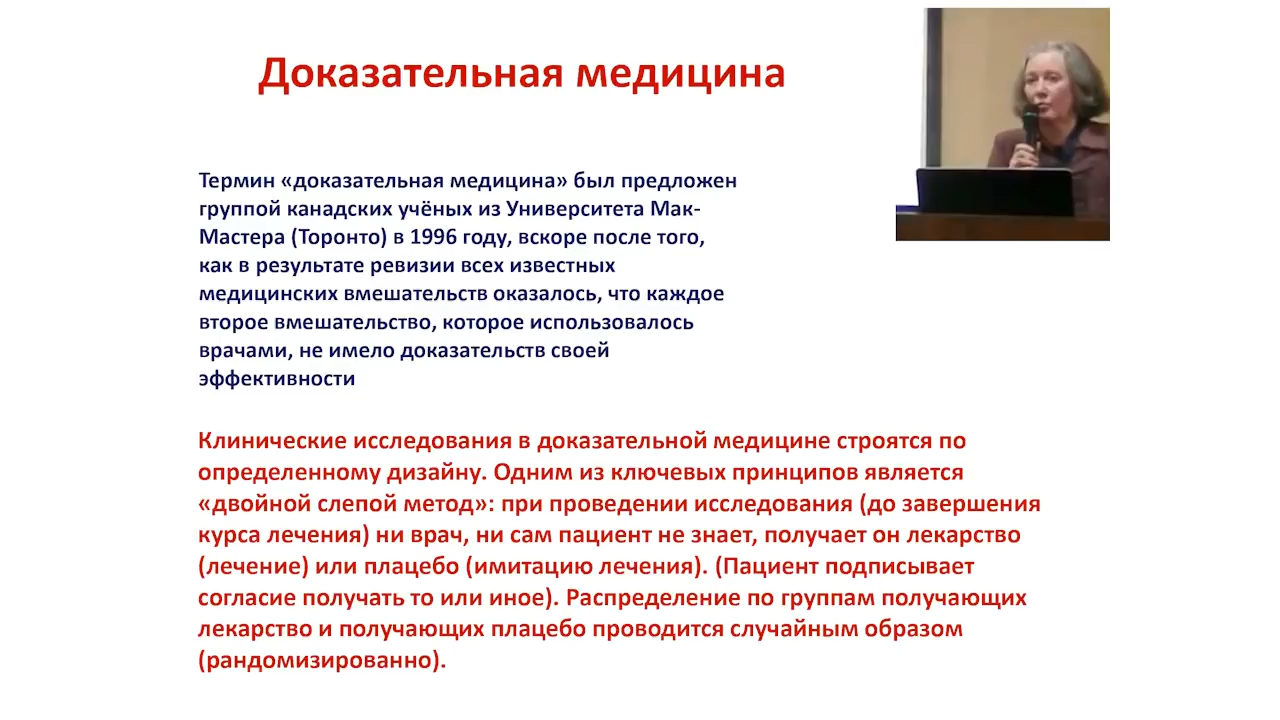 Доказательная медицина
Термин «доказательная медицина» был предложен
группой канадских учёных из Университета Мак-
Мастера (Торонто) в 1996 году, вскоре после того,
как в результате ревизии всех известных
медицинских вмешательств оказалось, что каждое
второе вмешательство, которое использовалось
врачами, не имело доказательств своей
эффективности
Клинические исследования в доказательной медицине строятся по
определенному дизайну. Одним из ключевых принципов является
«двойной слепой метод»: при проведении исследования (до завершения
курса лечения) ни врач, ни сам пациент не знает, получает он лекарство
(лечение) или плацебо (имитацию лечения). (Пациент подписывает
согласие получать то или иное). Распределение по группам получающих
лекарство и получающих плацебо проводится случайным образом
(рандомизированно).